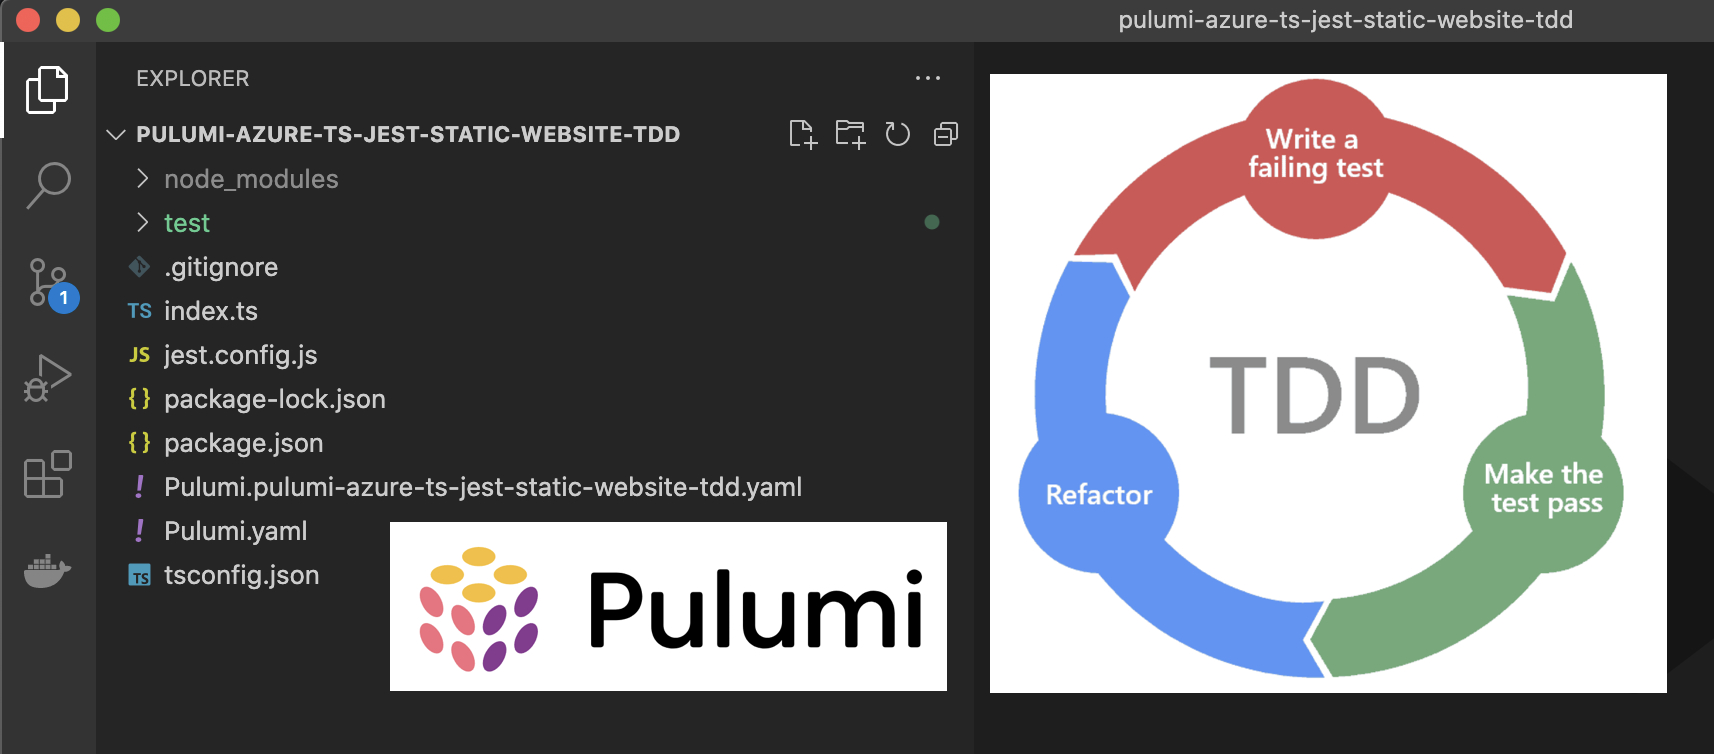 pulumi-azure-ts-jest-static-website-tdd
EXPLORER
PULUMI-AZURE-TS-JEST-STATIC-WEBSITE-TDD
node_modules
test
.gitignore
TS index.ts
JS jest.config.js
{} package-lock.json
{} package.json
! Pulumi.pulumi-azure-ts-jest-static-website-tdd.yaml
! Pulumi.yaml
TS tsconfig.json
1
Pulumi
Write a
failing test
TDD
Make the
test pass
Refactor